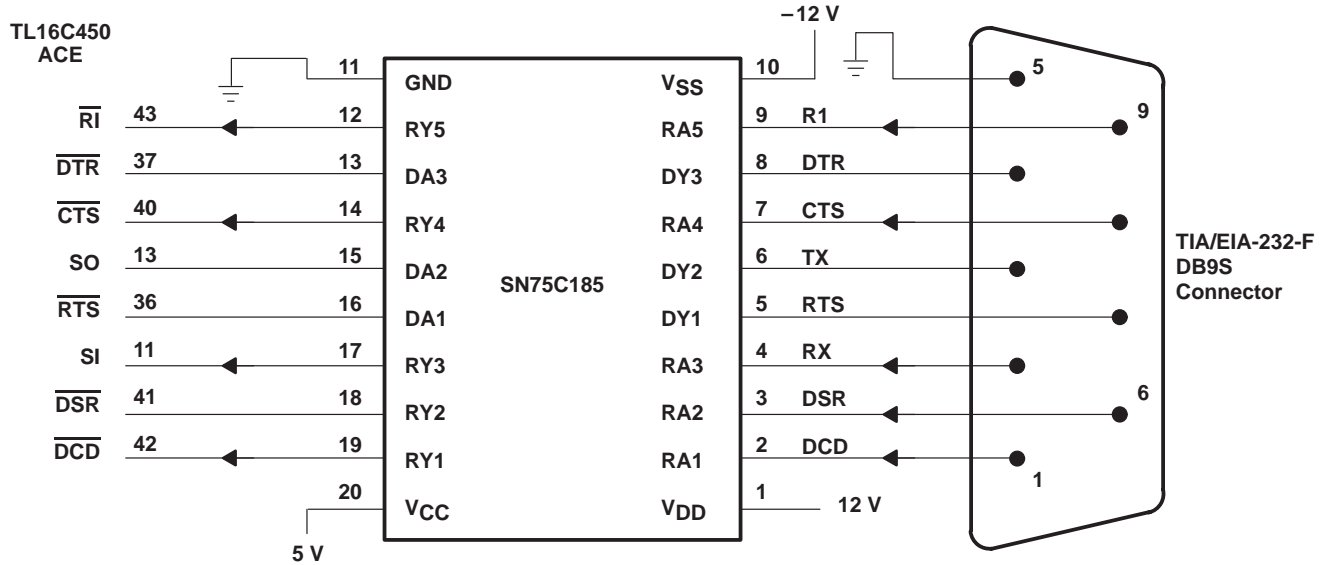 −12 V
TL16C450
ACE
11 GND VSS 10 5
RI 43 12 RY5 RA5 9 R1 9
DTR 37 13 DA3 DY3 8 DTR
CTS 40 14 RY4 RA4 7 CTS
SO 13 15 DA2 DY2 6 TX
SN75C185
TIA/EIA-232-F
DB9S
Connector
RTS 36 16 DA1 DY1 5 RTS
SI 11 17 RY3 RA3 4 RX
DSR 41 18 RY2 RA2 3 DSR 6
DCD 42 19 RY1 RA1 2 DCD 1
20 VCC VDD 1 12 V
5 V